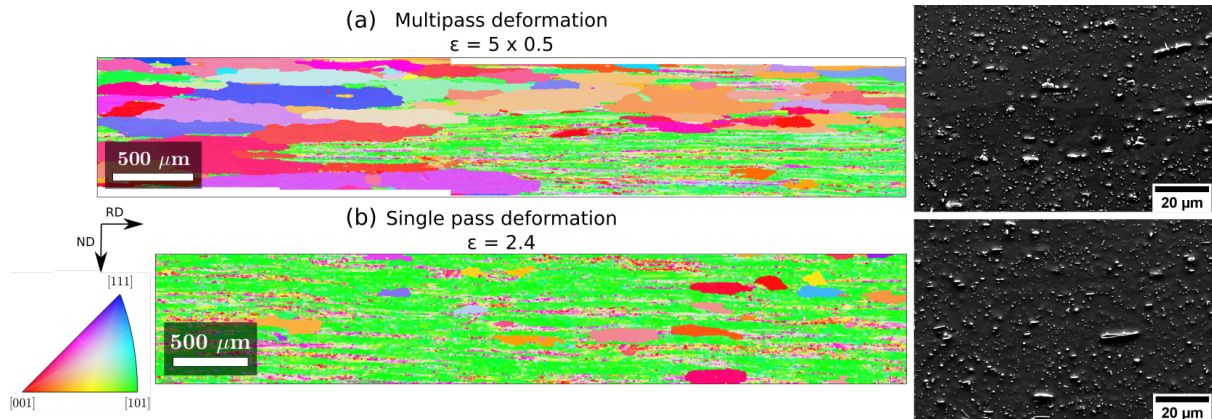 (a) Multipass deformation
ε = 5 x 0.5
500 μm
20 μm
RD
ND
(b) Single pass deformation
ε = 2.4
500 μm
20 μm
[111]
[001]
[101]